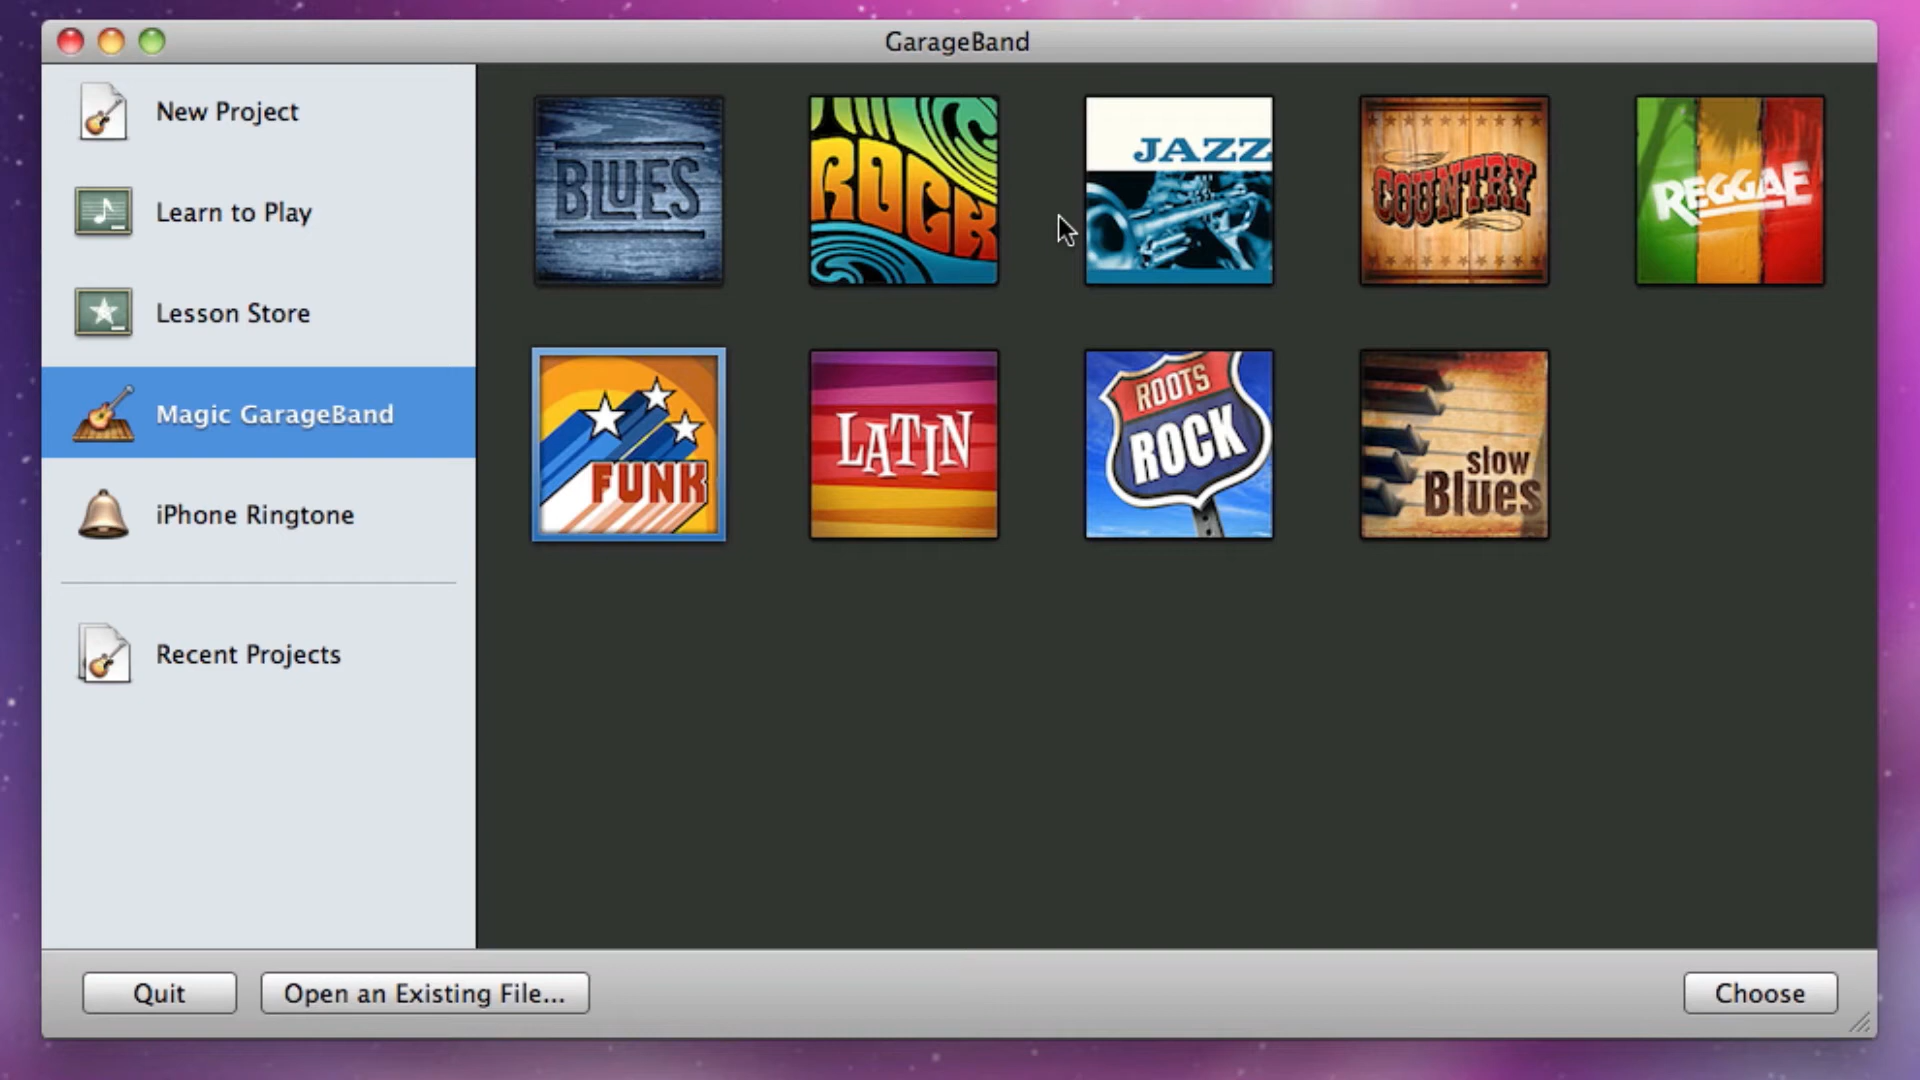 GarageBand
New Project
Learn to Play
Lesson Store
Magic GarageBand
iPhone Ringtone
Recent Projects
BLUES
ROCK
JAZZ
COUNTRY
REGGAE
FUNK
LATIN
ROOTS
ROCK
slow
Blues
Quit
Open an Existing File...
Choose